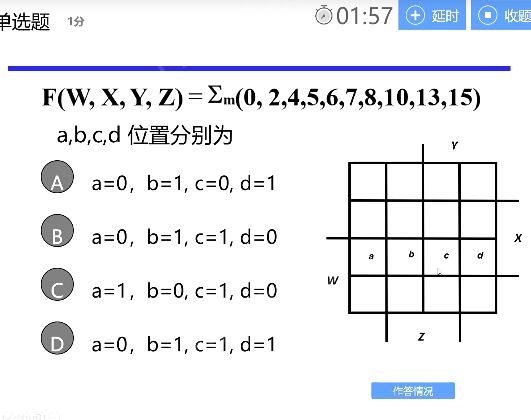 单选题 1分 01:57 延时 收题
F(W, X, Y, Z) = Σm(0, 2,4,5,6,7,8,10,13,15)
a,b,c,d 位置分别为
A a=0, b=1, c=0, d=1
B a=0, b=1, c=1, d=0
C a=1, b=0, c=1, d=0
D a=0, b=1, c=1, d=1
Y
X
a b c d
W
Z
作答情况